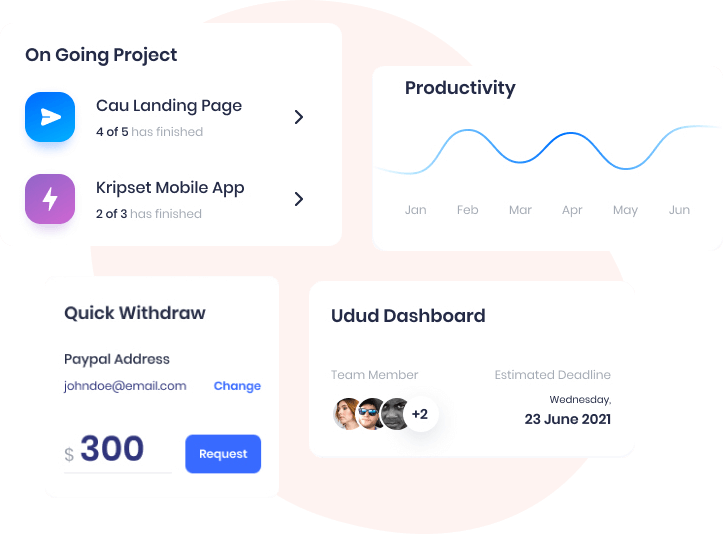 On Going Project
Cau Landing Page
4 of 5 has finished
Kripset Mobile App
2 of 3 has finished
Productivity
Jan Feb Mar Apr May Jun
Quick Withdraw
Paypal Address
johndoe@email.com Change
$ 300 Request
Udud Dashboard
Team Member Estimated Deadline
Wednesday,
+2 23 June 2021